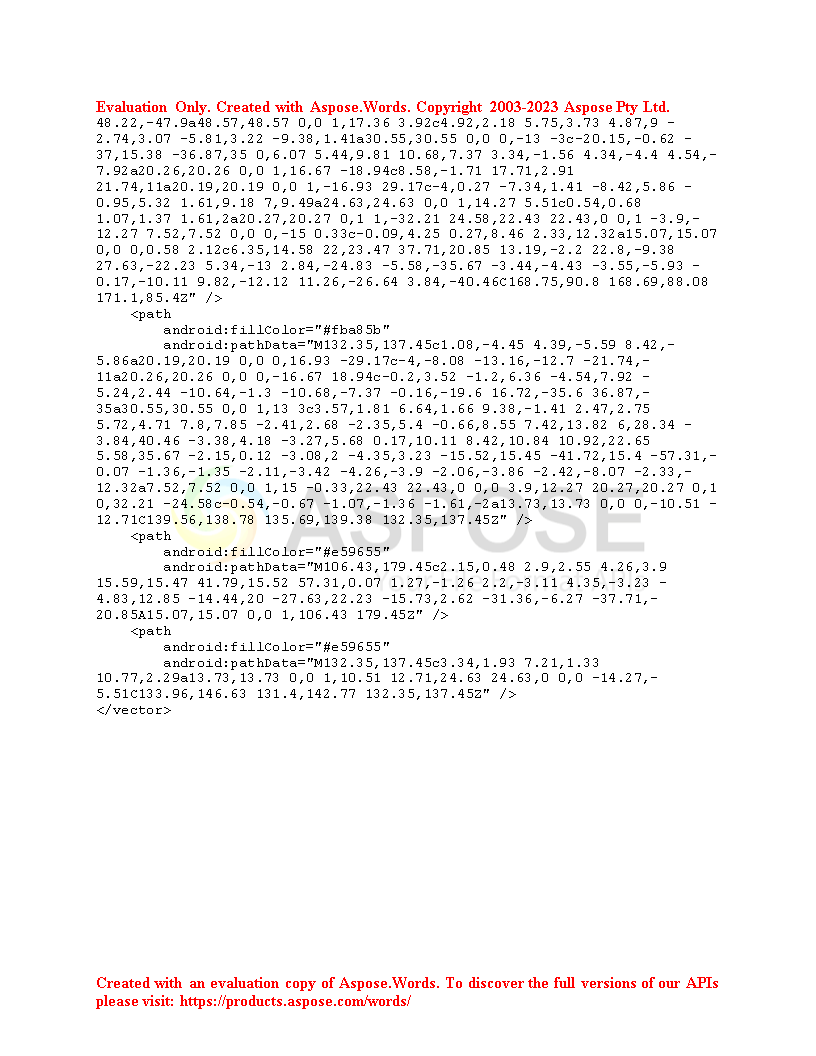 Evaluation Only. Created with Aspose.Words. Copyright 2003-2023 Aspose Pty Ltd.
48.22,-47.9a48.57,48.57 0,0 1,17.36 3.92c4.92,2.18 5.75,3.73 4.87,9 -
2.74,3.07 -5.81,3.22 -9.38,1.41a30.55,30.55 0,0 0,-13 -3c-20.15,-0.62 -
37,15.38 -36.87,35 0,6.07 5.44,9.81 10.68,7.37 3.34,-1.56 4.34,-4.4 4.54,-
7.92a20.26,20.26 0,0 1,16.67 -18.94c8.58,-1.71 17.71,2.91
21.74,11a20.19,20.19 0,0 1,-16.93 29.17c-4,0.27 -7.34,1.41 -8.42,5.86 -
0.95,5.32 1.61,9.18 7,9.49a24.63,24.63 0,0 1,14.27 5.51c0.54,0.68
1.07,1.37 1.61,2a20.27,20.27 0,1 1,-32.21 24.58,22.43 22.43,0 0,1 -3.9,-
12.27 7.52,7.52 0,0 0,-15 0.33c-0.09,4.25 0.27,8.46 2.33,12.32a15.07,15.07
0,0 0,0.58 2.12c6.35,14.58 22,23.47 37.71,20.85 13.19,-2.2 22.8,-9.38
27.63,-22.23 5.34,-13 2.84,-24.83 -5.58,-35.67 -3.44,-4.43 -3.55,-5.93 -
0.17,-10.11 9.82,-12.12 11.26,-26.64 3.84,-40.46C168.75,90.8 168.69,88.08
171.1,85.4Z" />
<path
android:fillColor="#fba85b"
android:pathData="M132.35,137.45c1.08,-4.45 4.39,-5.59 8.42,-
5.86a20.19,20.19 0,0 0,16.93 -29.17c-4,-8.08 -13.16,-12.7 -21.74,-
11a20.26,20.26 0,0 0,-16.67 18.94c-0.2,3.52 -1.2,6.36 -4.54,7.92 -
5.24,2.44 -10.64,-1.3 -10.68,-7.37 -0.16,-19.6 16.72,-35.6 36.87,-
35a30.55,30.55 0,0 1,13 3c3.57,1.81 6.64,1.66 9.38,-1.41 2.47,2.75
5.72,4.71 7.8,7.85 -2.41,2.68 -2.35,5.4 -0.66,8.55 7.42,13.82 6,28.34 -
3.84,40.46 -3.38,4.18 -3.27,5.68 0.17,10.11 8.42,10.84 10.92,22.65
5.58,35.67 -2.15,0.12 -3.08,2 -4.35,3.23 -15.52,15.45 -41.72,15.4 -57.31,-
0.07 -1.36,-1.35 -2.11,-3.42 -4.26,-3.9 -2.06,-3.86 -2.42,-8.07 -2.33,-
12.32a7.52,7.52 0,0 1,15 -0.33,22.43 22.43,0 0,0 3.9,12.27 20.27,20.27 0,1
0,32.21 -24.58c-0.54,-0.67 -1.07,-1.36 -1.61,-2a13.73,13.73 0,0 0,-10.51 -
12.71C139.56,138.78 135.69,139.38 132.35,137.45Z" />
<path
android:fillColor="#e59655"
android:pathData="M106.43,179.45c2.15,0.48 2.9,2.55 4.26,3.9
15.59,15.47 41.79,15.52 57.31,0.07 1.27,-1.26 2.2,-3.11 4.35,-3.23 -
4.83,12.85 -14.44,20 -27.63,22.23 -15.73,2.62 -31.36,-6.27 -37.71,-
20.85A15.07,15.07 0,0 1,106.43 179.45Z" />
<path
android:fillColor="#e59655"
android:pathData="M132.35,137.45c3.34,1.93 7.21,1.33
10.77,2.29a13.73,13.73 0,0 1,10.51 12.71,24.63 24.63,0 0,0 -14.27,-
5.51C133.96,146.63 131.4,142.77 132.35,137.45Z" />
</vector>
ASPOSE
Created with an evaluation copy of Aspose.Words. To discover the full versions of our APIs
please visit: https://products.aspose.com/words/